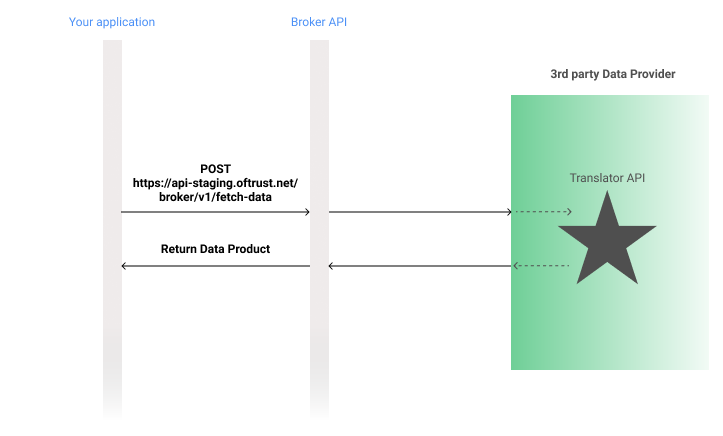 Your application
Broker API
3rd party Data Provider
POST
https://api-staging.oftrust.net/
broker/v1/fetch-data
Translator API
Return Data Product